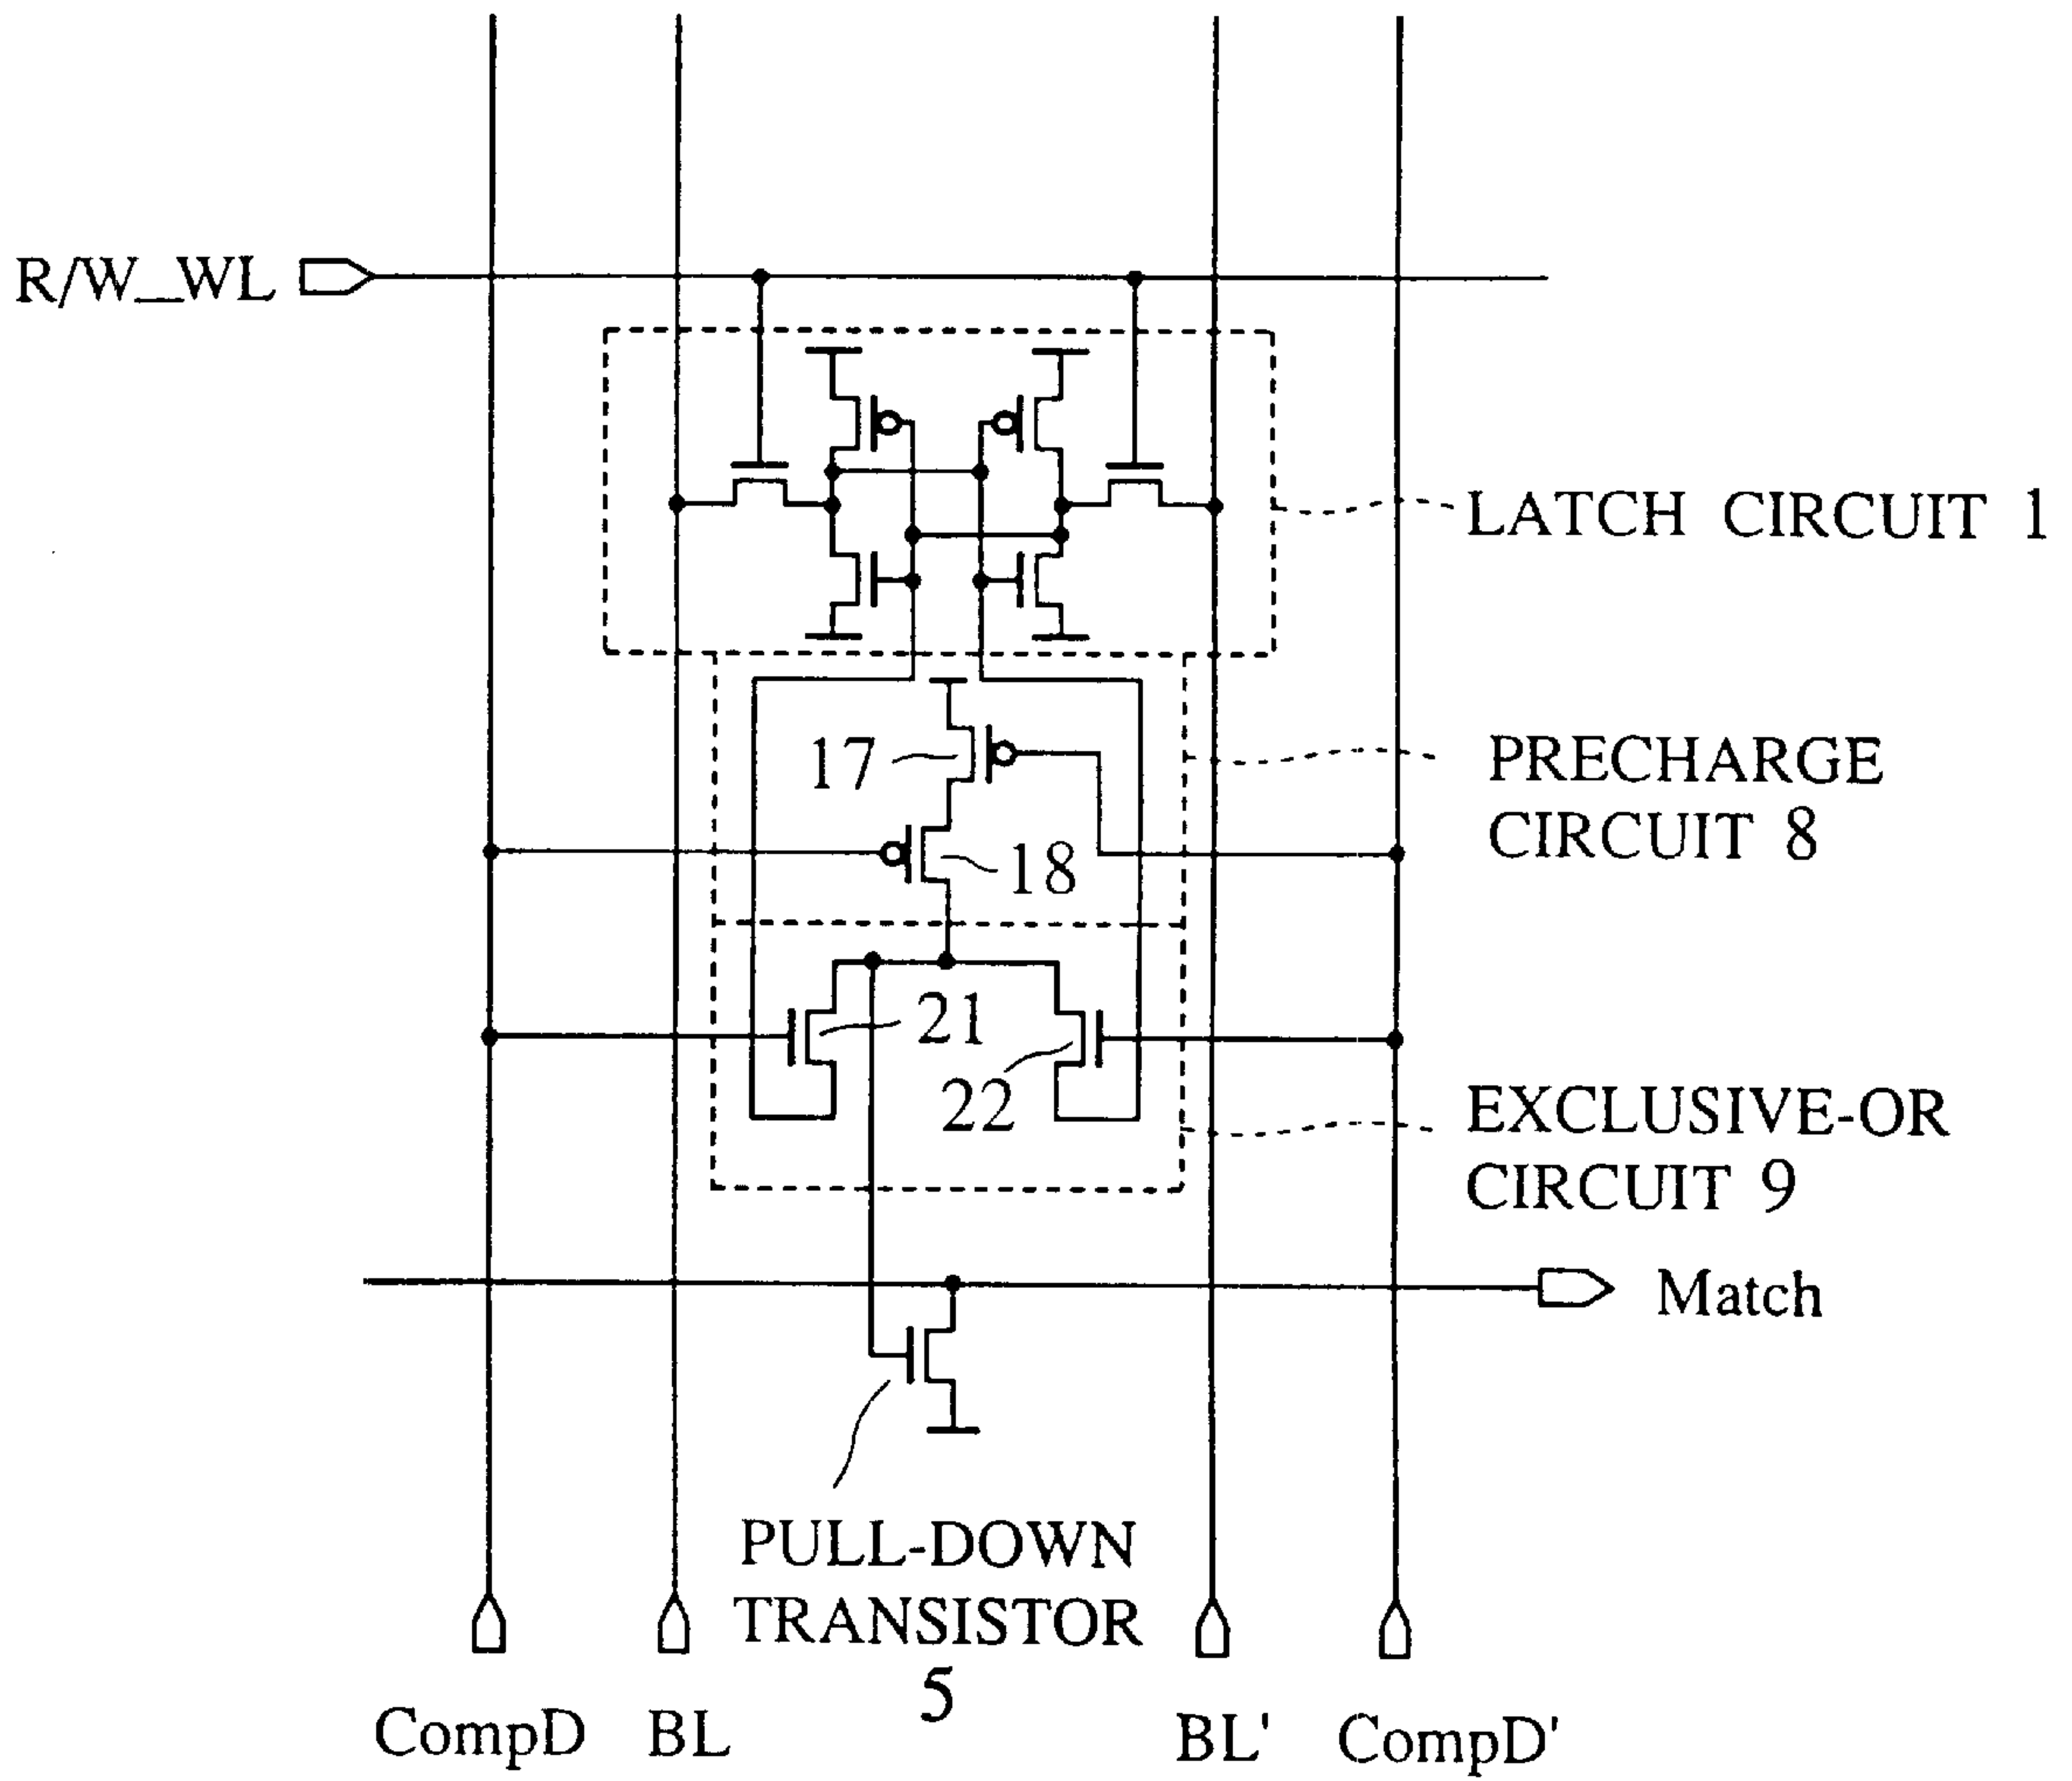 R/W_WL
LATCH CIRCUIT 1
17
PRECHARGE
CIRCUIT 8
18
21
22
EXCLUSIVE-OR
CIRCUIT 9
Match
PULL-DOWN
TRANSISTOR
5
CompD
BL
BL'
CompD'